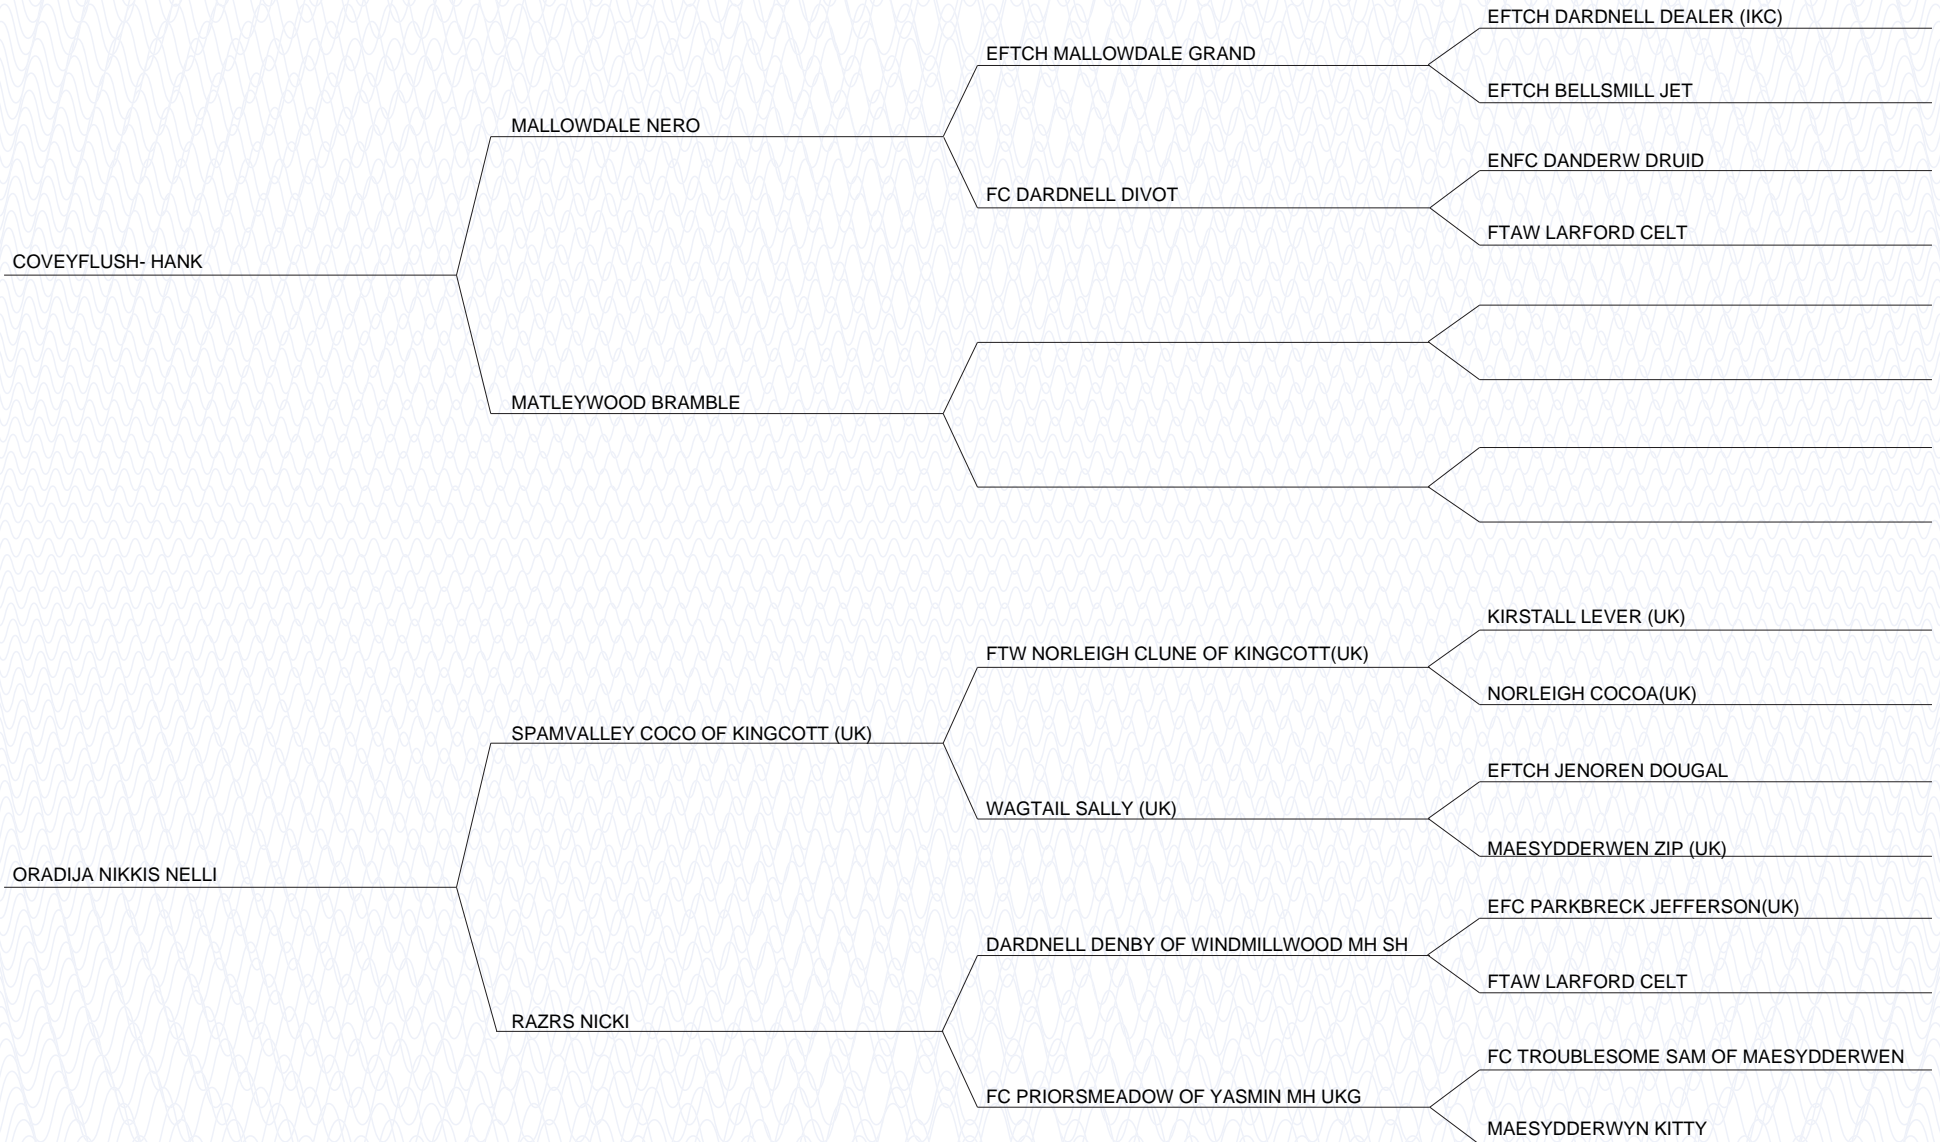 EFTCH DARDNELL DEALER (IKC)
EFTCH MALLOWDALE GRAND
EFTCH BELLSMILL JET
MALLOWDALE NERO
ENFC DANDERW DRUID
FC DARDNELL DIVOT
FTAW LARFORD CELT
COVEYFLUSH- HANK
MATLEYWOOD BRAMBLE
KIRSTALL LEVER (UK)
FTW NORLEIGH CLUNE OF KINGCOTT(UK)
NORLEIGH COCOA(UK)
SPAMVALLEY COCO OF KINGCOTT (UK)
EFTCH JENOREN DOUGAL
WAGTAIL SALLY (UK)
MAESYDDERWEN ZIP (UK)
ORADIJA NIKKIS NELLI
EFC PARKBRECK JEFFERSON(UK)
DARDNELL DENBY OF WINDMILLWOOD MH SH
FTAW LARFORD CELT
RAZRS NICKI
FC TROUBLESOME SAM OF MAESYDDERWEN
FC PRIORSMEADOW OF YASMIN MH UKG
MAESYDDERWYN KITTY